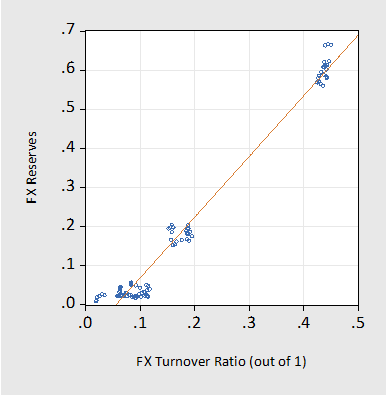 .7
.6
.5
.4
.3
.2
.1
.0
FX Reserves
.0 .1 .2 .3 .4 .5
FX Turnover Ratio (out of 1)